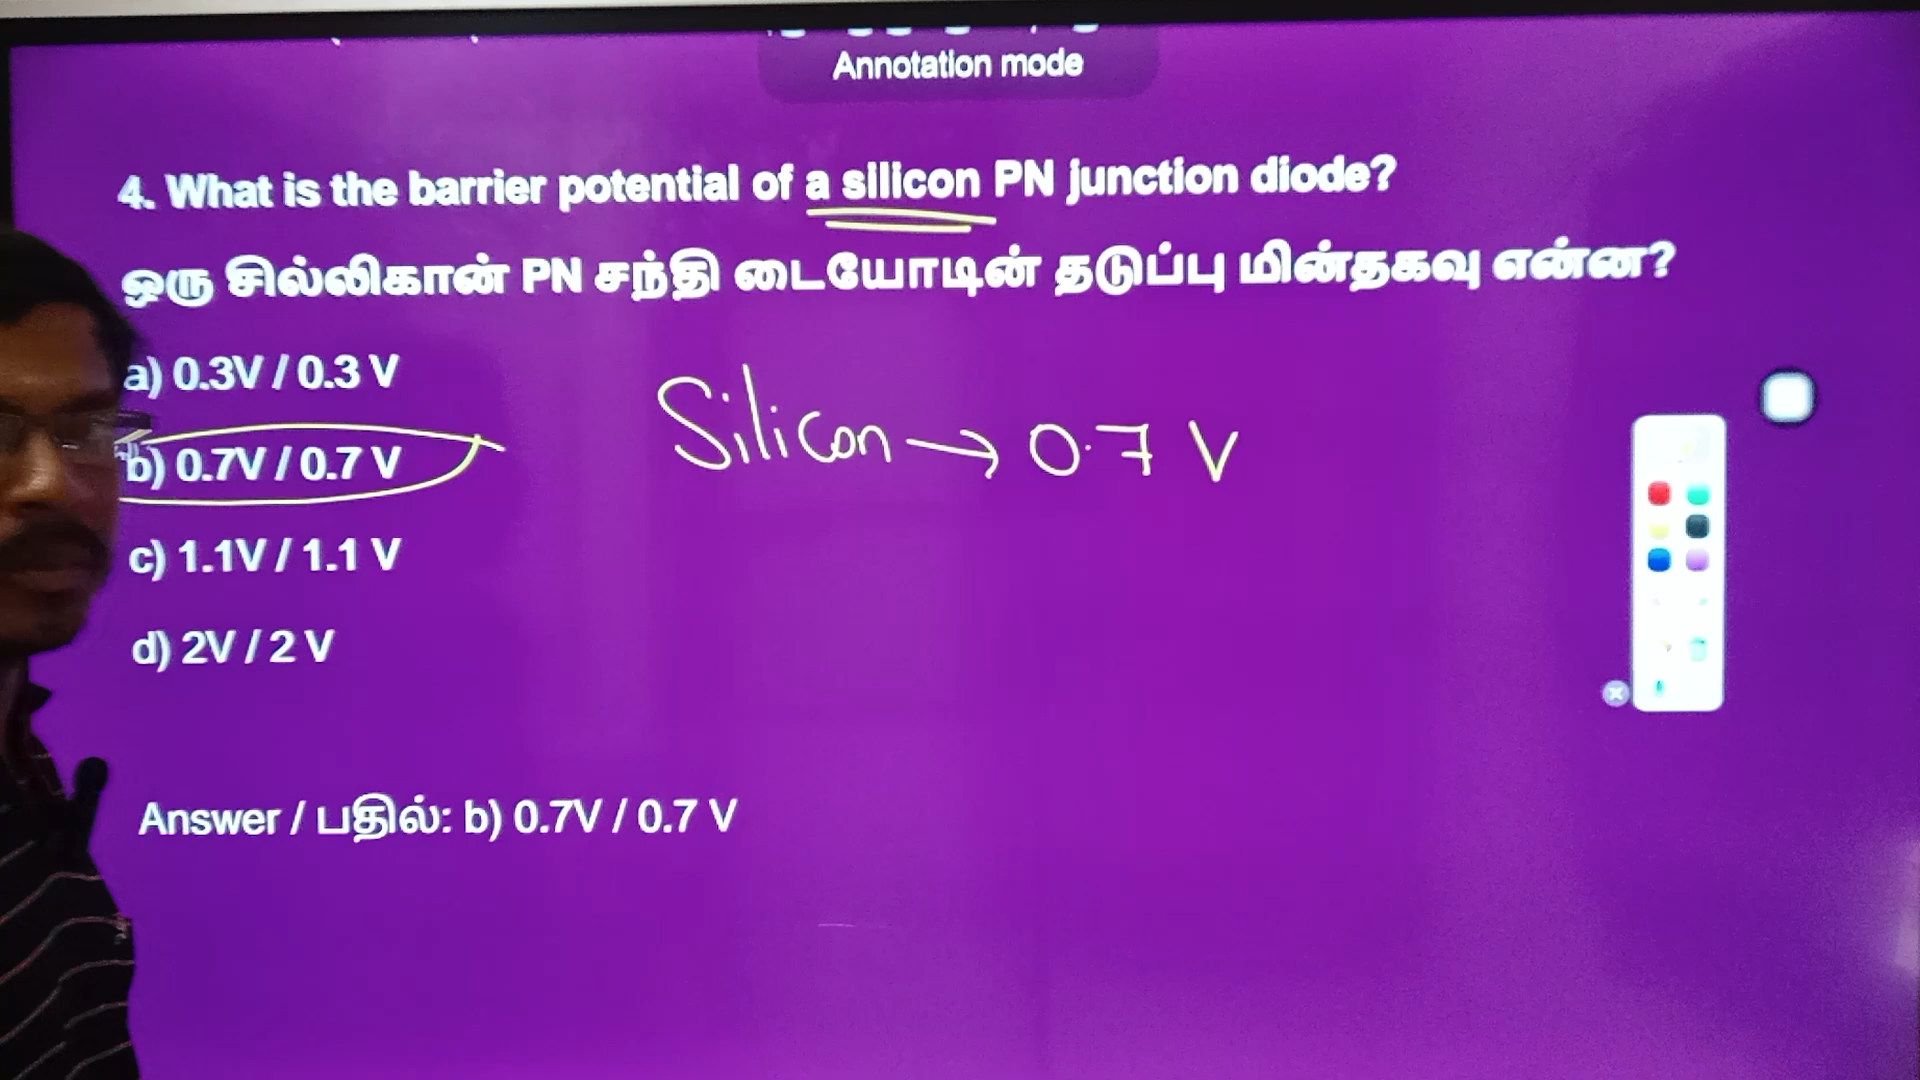 Annotation mode
4. What is the barrier potential of a silicon PN junction diode?
ஒரு சில்லிகான் PN சந்தி டையோடின் தடுப்பு மின்தகவு என்ன?
a) 0.3V / 0.3 V
b) 0.7V / 0.7 V
Silicon → 0.7 V
c) 1.1V / 1.1 V
d) 2V / 2 V
Answer / பதில்: b) 0.7V / 0.7 V